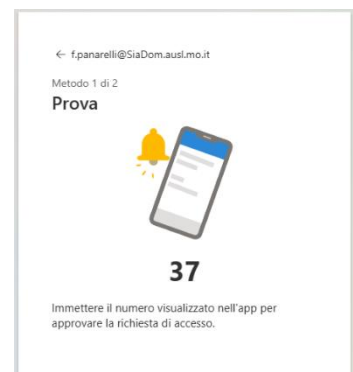 ← f.panarelli@SiaDom.ausl.mo.it
Metodo 1 di 2
Prova
37
Immettere il numero visualizzato nell'app per
approvare la richiesta di accesso.